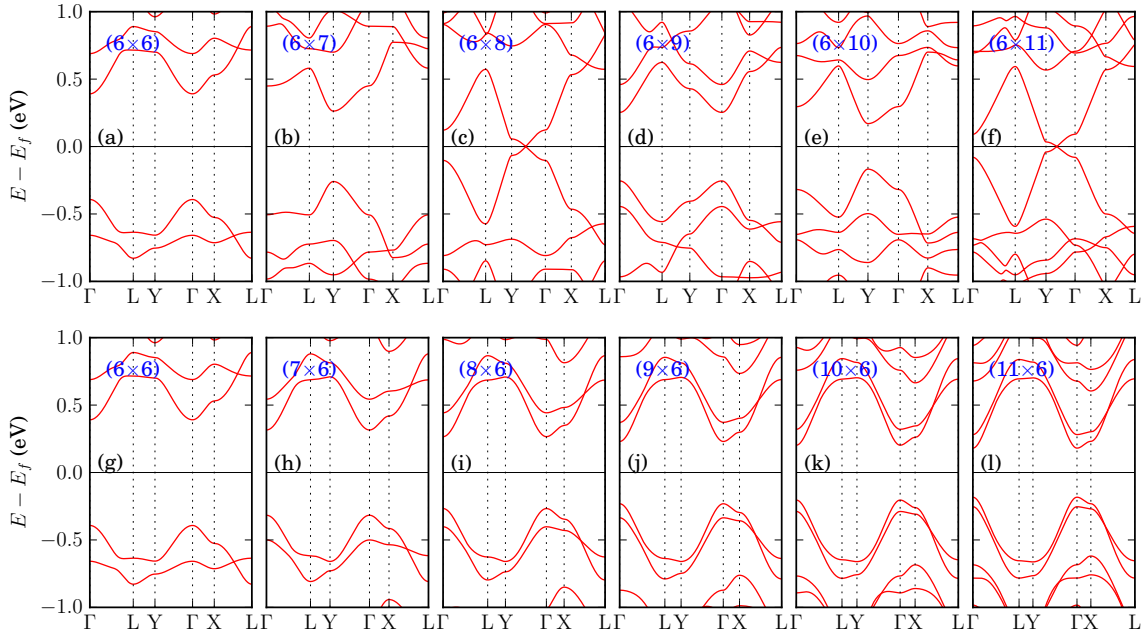 1.0 0.5 0.0 −0.5 −1.0
E − E_f (eV)
(6×6) (6×7) (6×8) (6×9) (6×10) (6×11)
(a) (b) (c) (d) (e) (f)
Γ L Y Γ X L Γ L Y Γ X L Γ L Y Γ X L Γ L Y Γ X L Γ L Y Γ X L Γ L Y Γ X L
1.0 0.5 0.0 −0.5 −1.0
E − E_f (eV)
(6×6) (7×6) (8×6) (9×6) (10×6) (11×6)
(g) (h) (i) (j) (k) (l)
Γ L Y Γ X L Γ L Y Γ X L Γ L Y Γ X L Γ L Y Γ X L Γ L Y Γ X L Γ L Y Γ X L